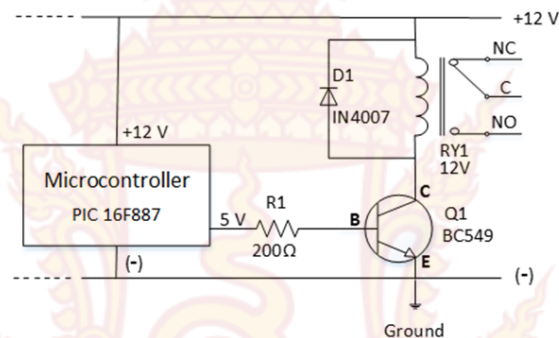 +12 V
NC
D1
C
IN4007
+12 V
NO
RY1
12V
Microcontroller
PIC 16F887
C
R1
Q1
5 V
B
BC549
200Ω
(-)
E
(-)
Ground